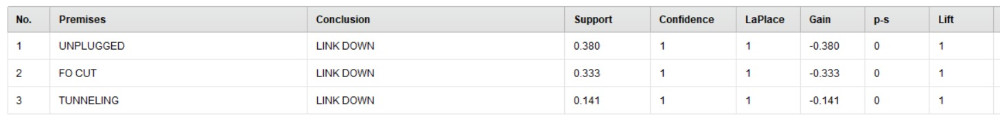 No. Premises Conclusion Support Confidence LaPlace Gain p-s Lift
1 UNPLUGGED LINK DOWN 0.380 1 1 -0.380 0 1
2 FO CUT LINK DOWN 0.333 1 1 -0.333 0 1
3 TUNNELING LINK DOWN 0.141 1 1 -0.141 0 1